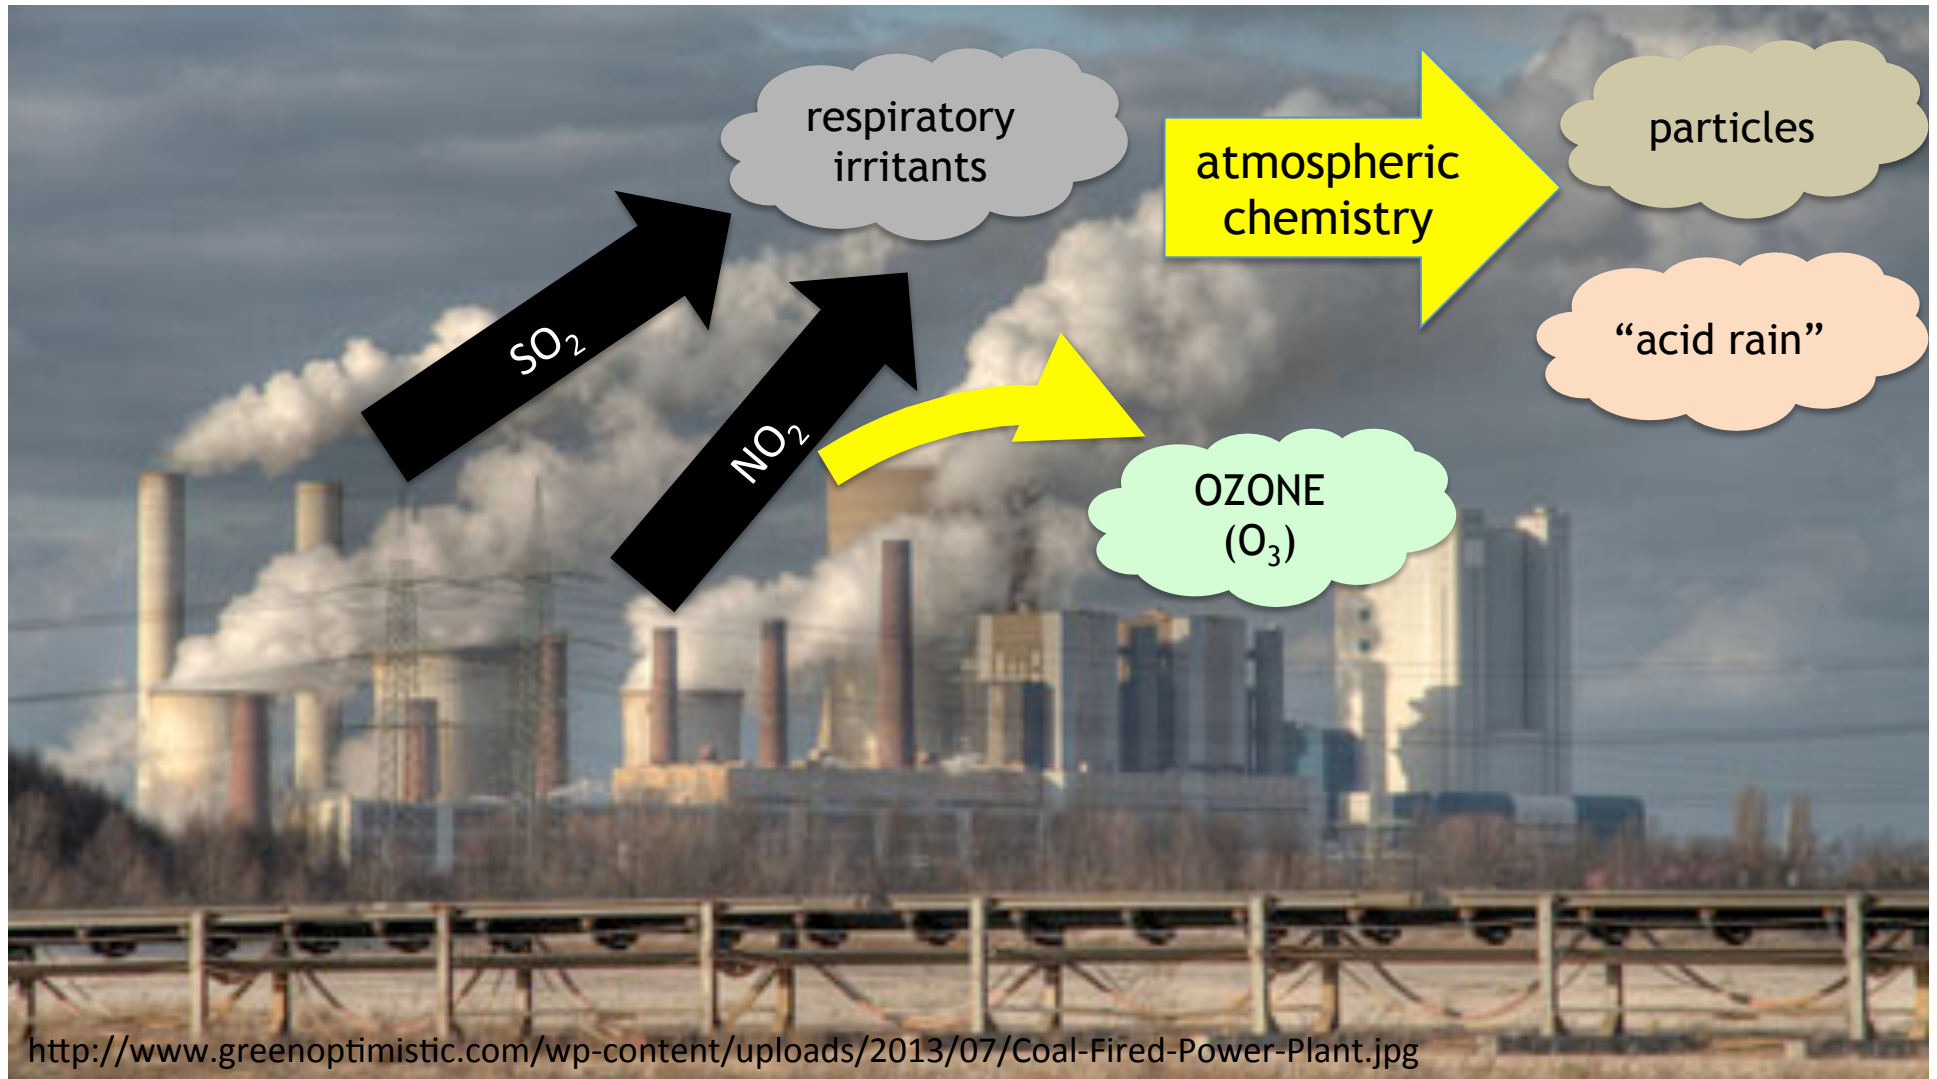 respiratory
irritants
atmospheric
chemistry
particles
“acid rain”
SO₂
NO₂
OZONE
(O₃)
http://www.greenoptimistic.com/wp-content/uploads/2013/07/Coal-Fired-Power-Plant.jpg